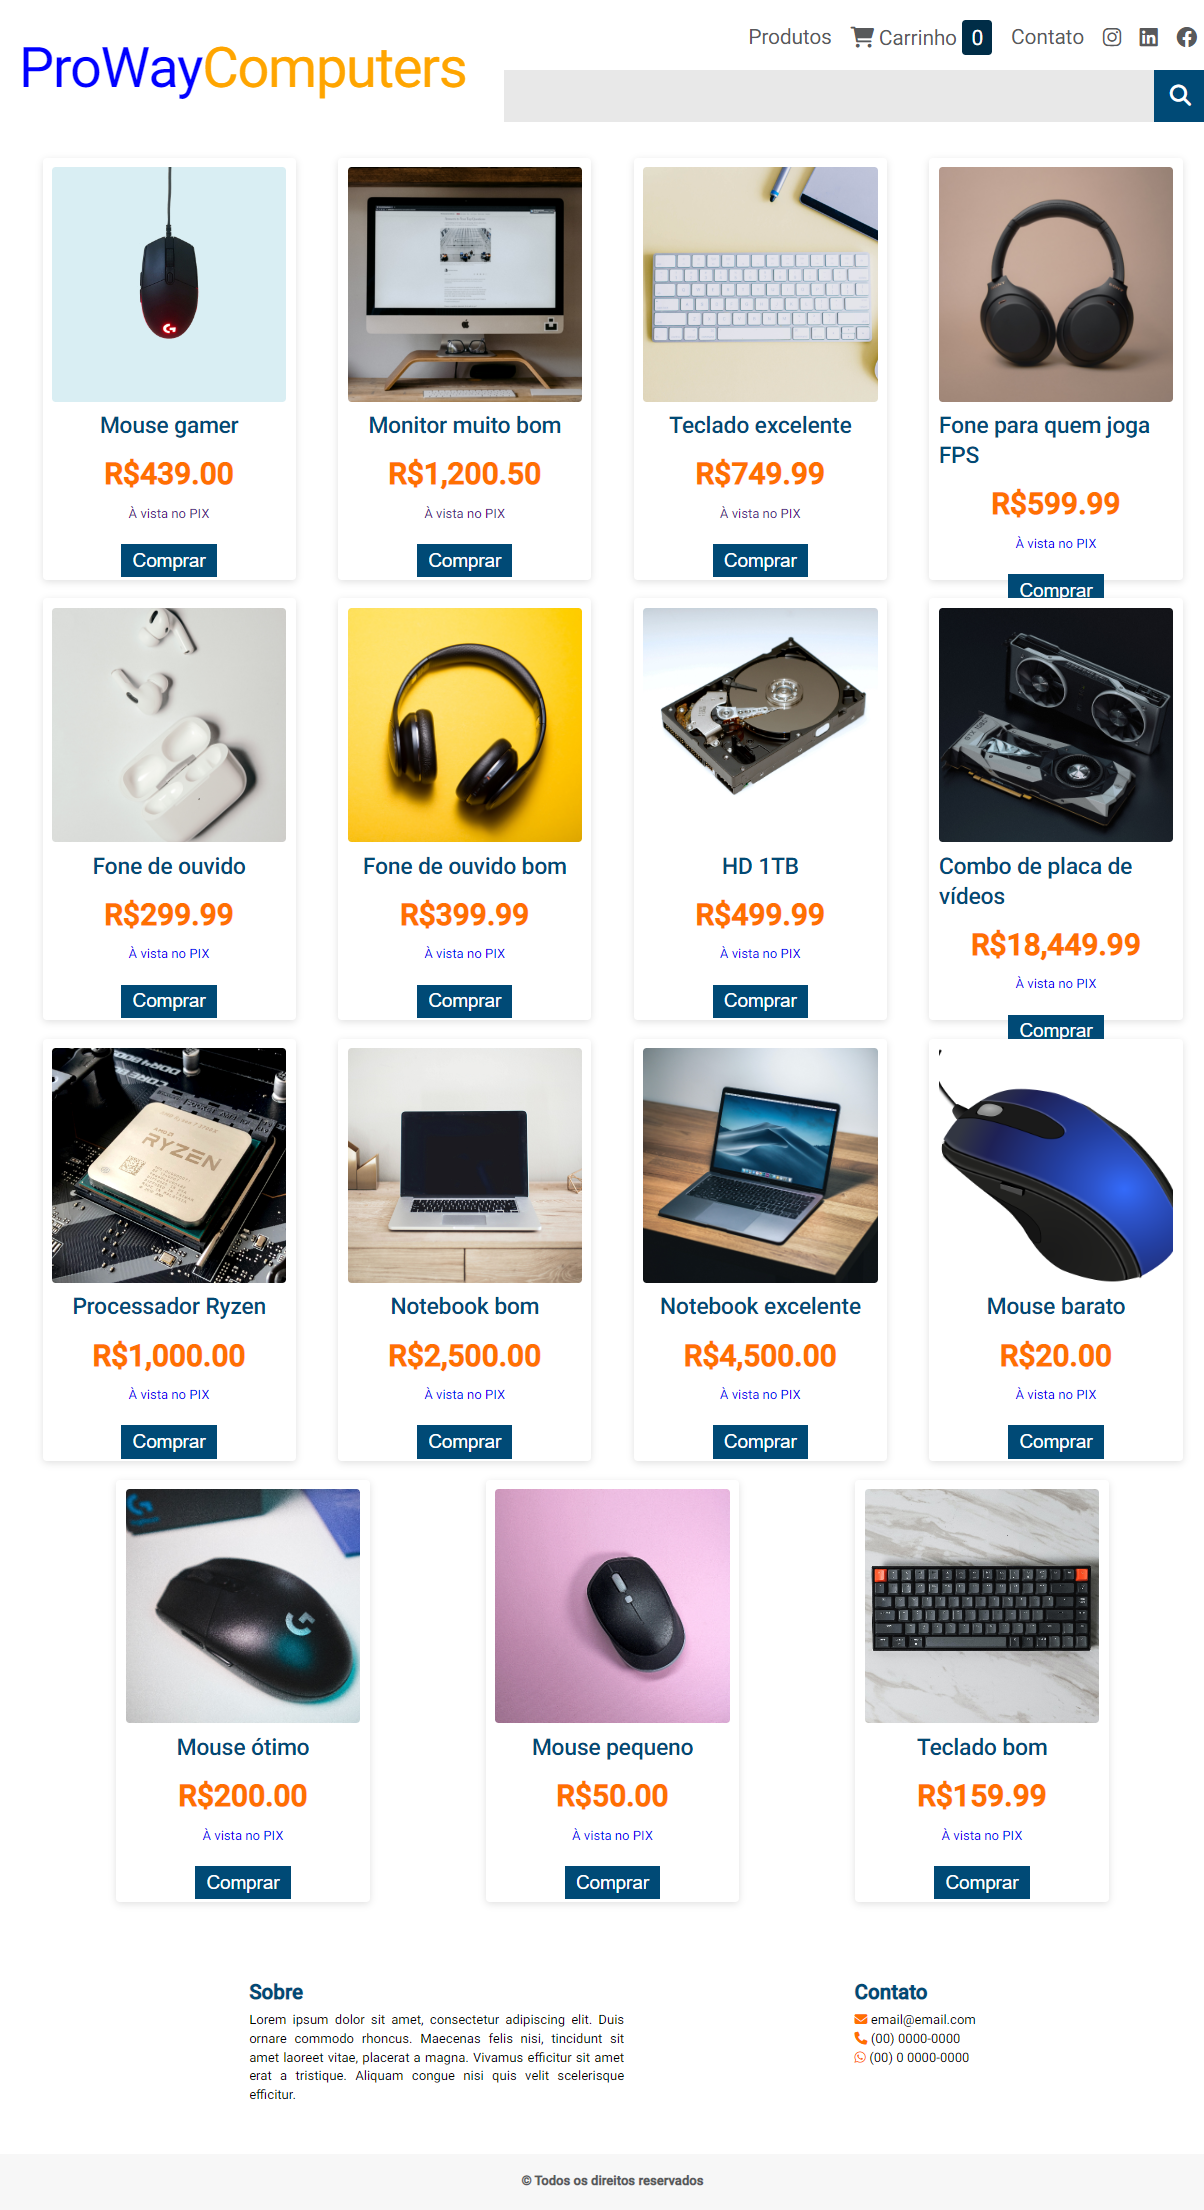 Produtos Carrinho 0 Contato
ProWayComputers
Mouse gamer
R$439.00
À vista no PIX
Comprar
Monitor muito bom
R$1,200.50
À vista no PIX
Comprar
Teclado excelente
R$749.99
À vista no PIX
Comprar
Fone para quem joga
FPS
R$599.99
À vista no PIX
Comprar
Fone de ouvido
R$299.99
À vista no PIX
Comprar
Fone de ouvido bom
R$399.99
À vista no PIX
Comprar
HD 1TB
R$499.99
À vista no PIX
Comprar
Combo de placa de
vídeos
R$18,449.99
À vista no PIX
Comprar
RYZEN
Processador Ryzen
R$1,000.00
À vista no PIX
Comprar
Notebook bom
R$2,500.00
À vista no PIX
Comprar
Notebook excelente
R$4,500.00
À vista no PIX
Comprar
Mouse barato
R$20.00
À vista no PIX
Comprar
Mouse ótimo
R$200.00
À vista no PIX
Comprar
Mouse pequeno
R$50.00
À vista no PIX
Comprar
Teclado bom
R$159.99
À vista no PIX
Comprar
Sobre
Lorem ipsum dolor sit amet, consectetur adipiscing elit. Duis
ornare commodo rhoncus. Maecenas felis nisi, tincidunt sit
amet laoreet vitae, placerat a magna. Vivamus efficitur sit amet
erat a tristique. Aliquam congue nisi quis velit scelerisque
efficitur.
Contato
email@email.com
(00) 0000-0000
(00) 0 0000-0000
© Todos os direitos reservados